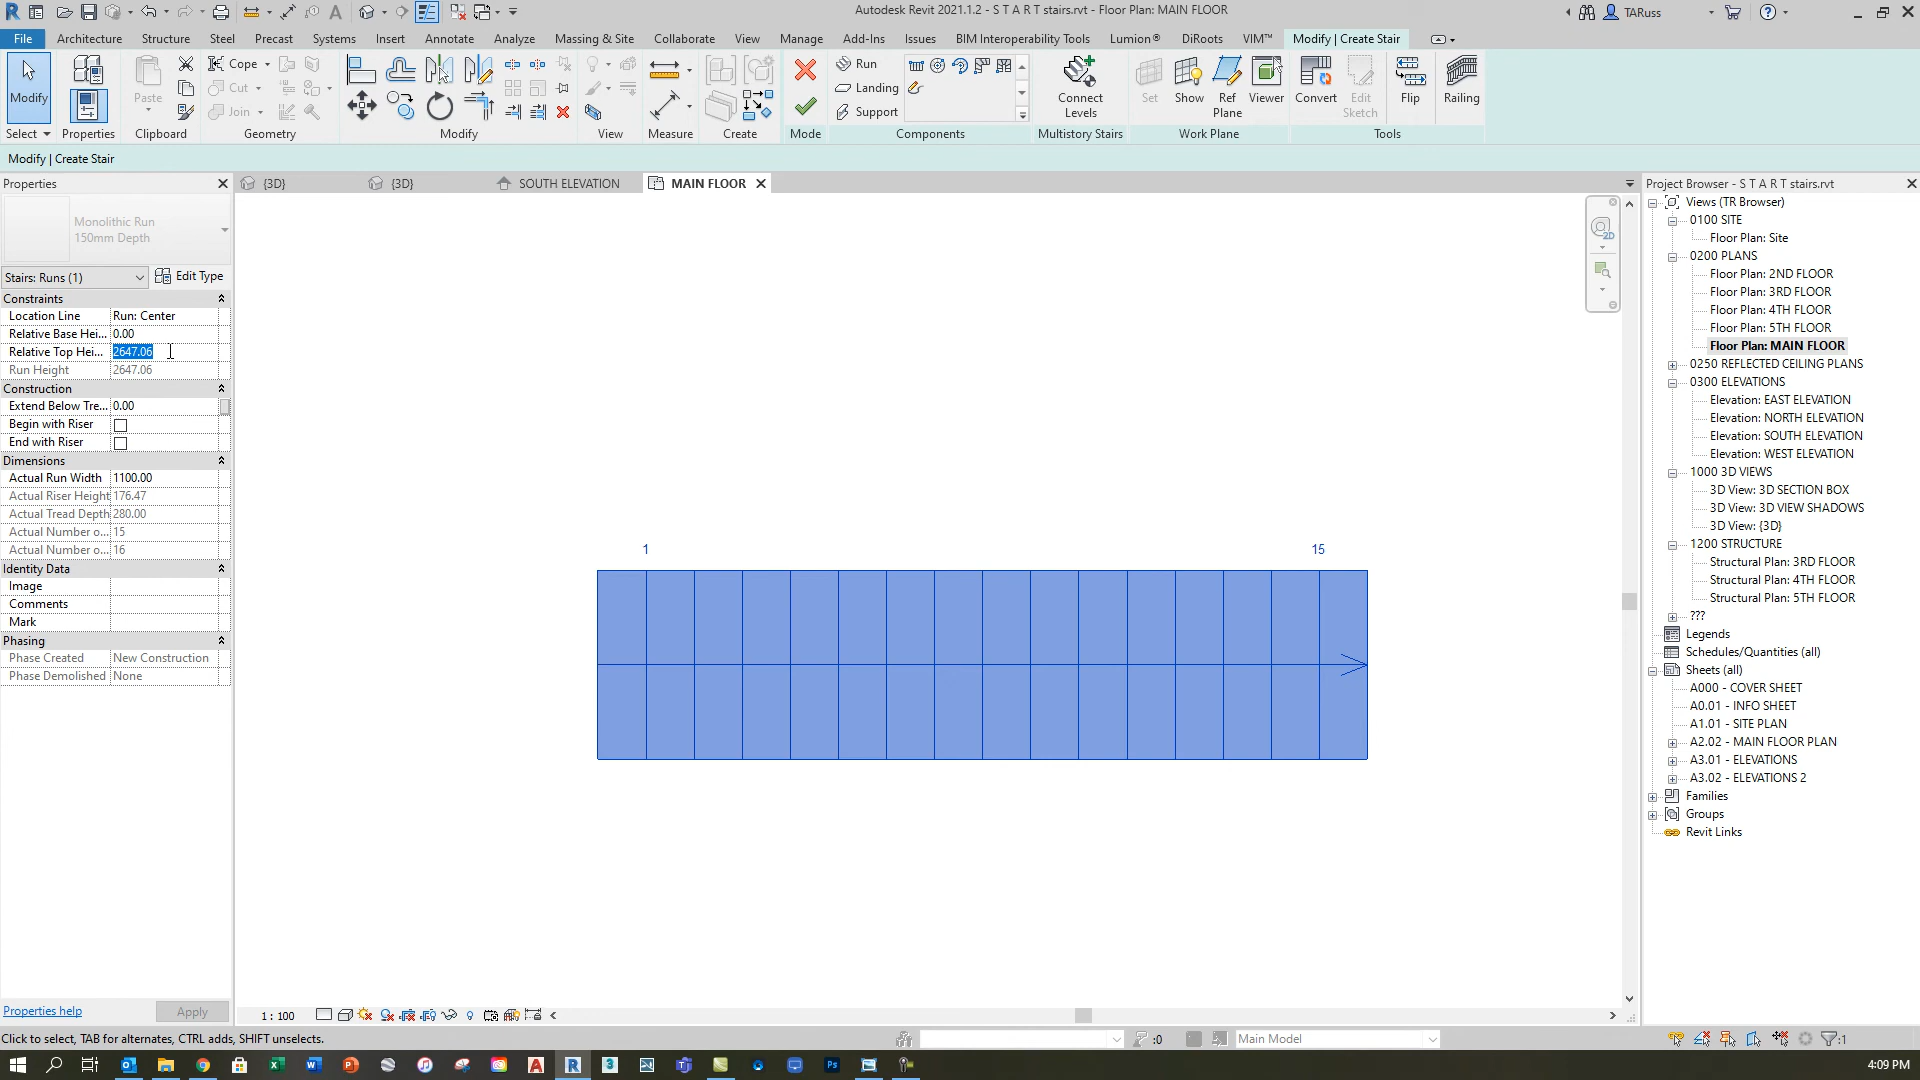 Autodesk Revit 2021.1.2 - S T A R T stairs.rvt - Floor Plan: MAIN FLOOR
TARuss
File Architecture Structure Steel Precast Systems Insert Annotate Analyze Massing & Site Collaborate View Manage Add-Ins Issues BIM Interoperability Tools Lumion® DiRoots VIM™ Modify | Create Stair
Modify
Paste
Cope
Cut
Join
Run
Landing
Support
Connect Levels
Set
Show
Ref Plane
Viewer
Convert
Edit Sketch
Flip
Railing
Select Properties Clipboard Geometry Modify View Measure Create Mode Components Multistory Stairs Work Plane Tools
Modify | Create Stair
Properties
{3D}
{3D}
SOUTH ELEVATION
MAIN FLOOR
Project Browser - S T A R T stairs.rvt
Monolithic Run
150mm Depth
Stairs: Runs (1)
Edit Type
Constraints
Location Line Run: Center
Relative Base Hei... 0.00
Relative Top Hei... 2647.06
Run Height 2647.06
Construction
Extend Below Tre... 0.00
Begin with Riser
End with Riser
Dimensions
Actual Run Width 1100.00
Actual Riser Height 176.47
Actual Tread Depth 280.00
Actual Number o... 15
Actual Number o... 16
Identity Data
Image
Comments
Mark
Phasing
Phase Created New Construction
Phase Demolished None
Properties help
Apply
1
15
2D
Views (TR Browser)
0100 SITE
Floor Plan: Site
0200 PLANS
Floor Plan: 2ND FLOOR
Floor Plan: 3RD FLOOR
Floor Plan: 4TH FLOOR
Floor Plan: 5TH FLOOR
Floor Plan: MAIN FLOOR
0250 REFLECTED CEILING PLANS
0300 ELEVATIONS
Elevation: EAST ELEVATION
Elevation: NORTH ELEVATION
Elevation: SOUTH ELEVATION
Elevation: WEST ELEVATION
1000 3D VIEWS
3D View: 3D SECTION BOX
3D View: 3D VIEW SHADOWS
3D View: {3D}
1200 STRUCTURE
Structural Plan: 3RD FLOOR
Structural Plan: 4TH FLOOR
Structural Plan: 5TH FLOOR
???
Legends
Schedules/Quantities (all)
Sheets (all)
A000 - COVER SHEET
A0.01 - INFO SHEET
A1.01 - SITE PLAN
A2.02 - MAIN FLOOR PLAN
A3.01 - ELEVATIONS
A3.02 - ELEVATIONS 2
Families
Groups
Revit Links
1 : 100
Click to select, TAB for alternates, CTRL adds, SHIFT unselects.
:0
Main Model
:1
4:09 PM